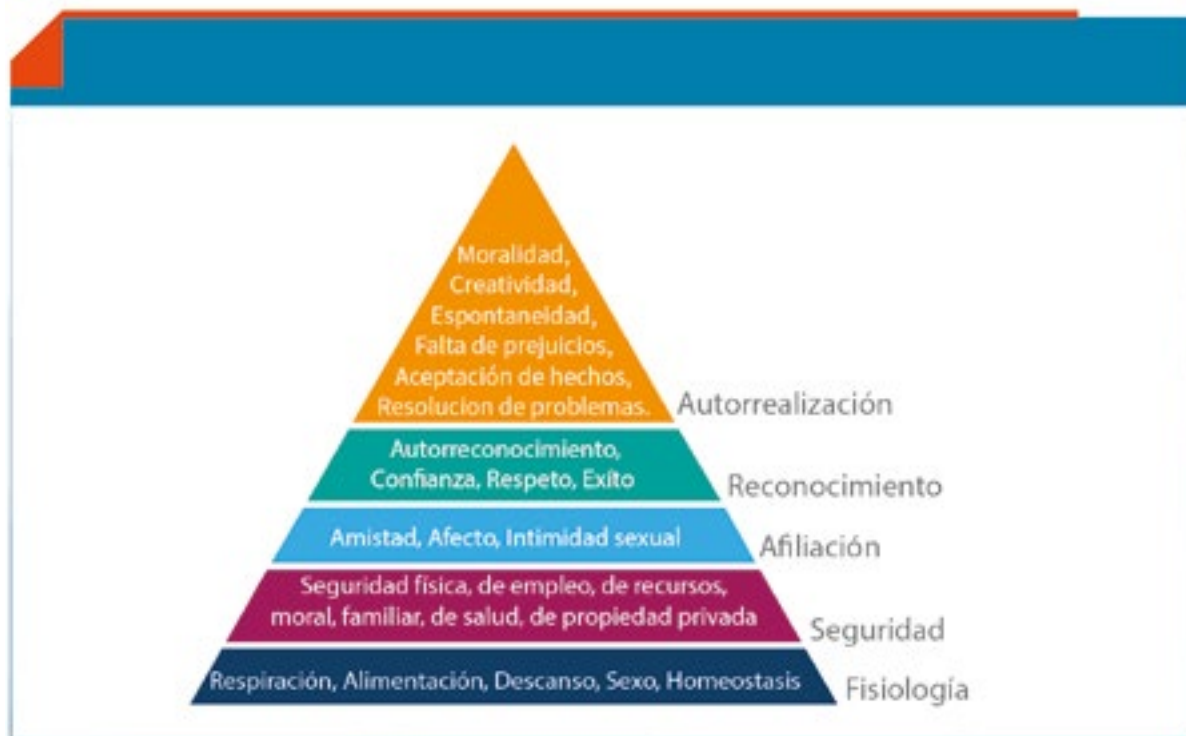 Moralidad,
Creatividad,
Espontaneidad,
Falta de prejuicios,
Aceptación de hechos,
Resolucion de problemas.
Autorrealización
Autorreconocimiento,
Confianza, Respeto, Exíto
Reconocimiento
Amistad, Afecto, Intimidad sexual
Afiliación
Seguridad física, de empleo, de recursos,
moral, familiar, de salud, de propiedad privada
Seguridad
Respiración, Alimentación, Descanso, Sexo, Homeostasis
Fisiología